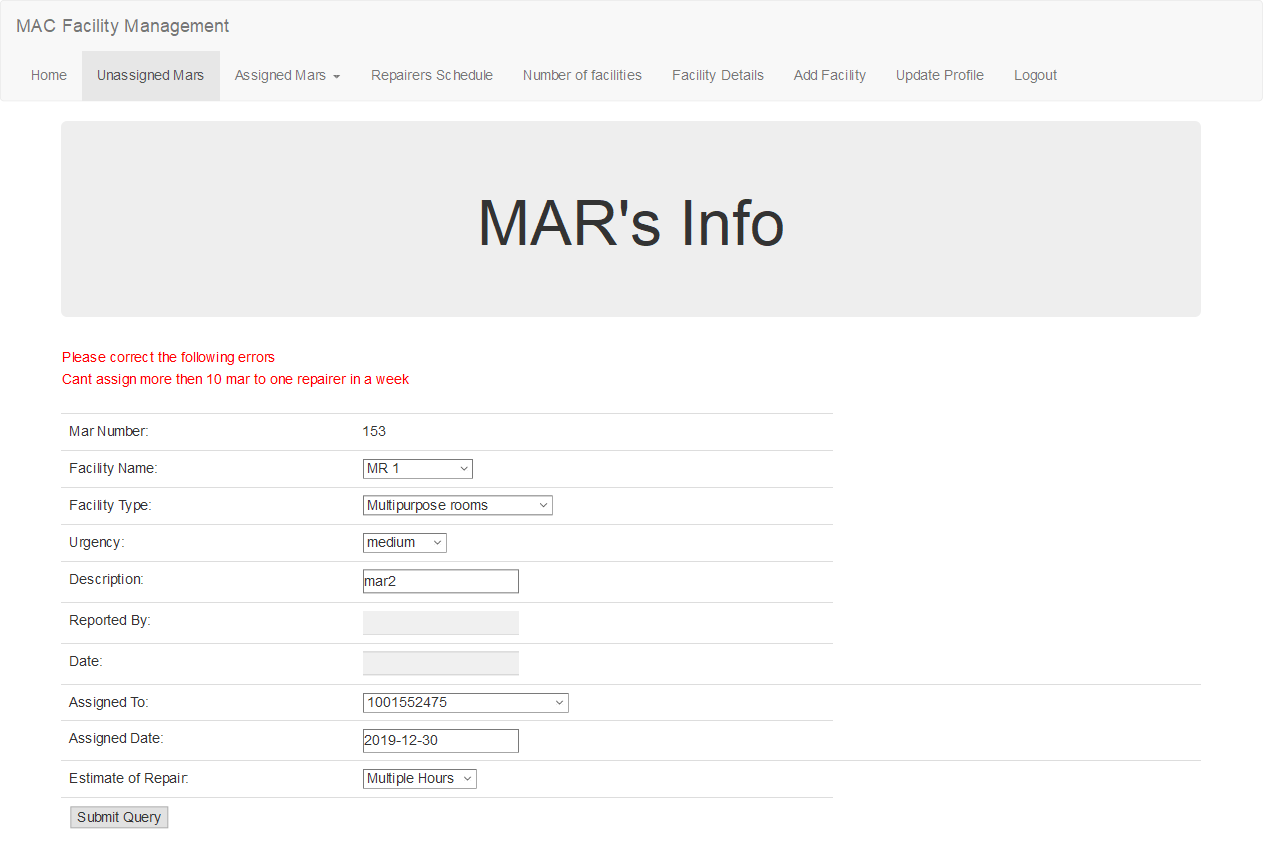 MAC Facility Management
Home Unassigned Mars Assigned Mars Repairers Schedule Number of facilities Facility Details Add Facility Update Profile Logout
MAR's Info
Please correct the following errors
Cant assign more then 10 mar to one repairer in a week
Mar Number: 153
Facility Name: MR 1
Facility Type: Multipurpose rooms
Urgency: medium
Description: mar2
Reported By:
Date:
Assigned To: 1001552475
Assigned Date: 2019-12-30
Estimate of Repair: Multiple Hours
Submit Query